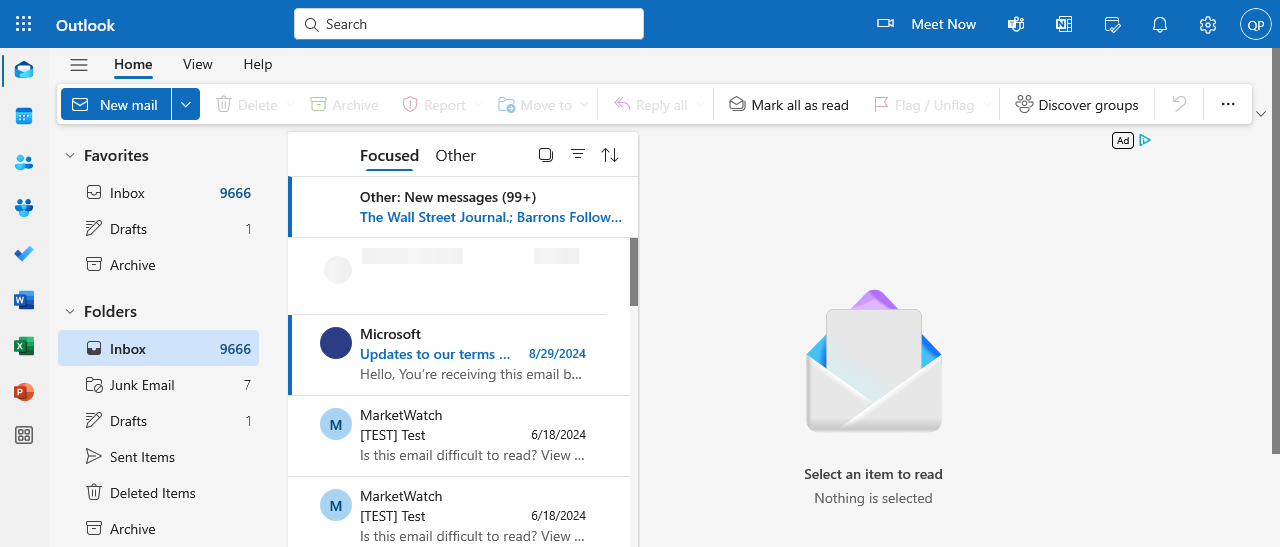 Outlook
Search
Meet Now
QP
Home View Help
New mail Delete Archive Report Move to Reply all Mark all as read Flag / Unflag Discover groups
Favorites
Inbox 9666
Drafts 1
Archive
Folders
Inbox 9666
Junk Email 7
Drafts 1
Sent Items
Deleted Items
Archive
Focused Other
Other: New messages (99+)
The Wall Street Journal.; Barrons Follow...
Microsoft
Updates to our terms ... 8/29/2024
Hello, You're receiving this email b...
M
MarketWatch
[TEST] Test 6/18/2024
Is this email difficult to read? View ...
M
MarketWatch
[TEST] Test 6/18/2024
Is this email difficult to read? View ...
Ad
Select an item to read
Nothing is selected
W
X
P
N
T